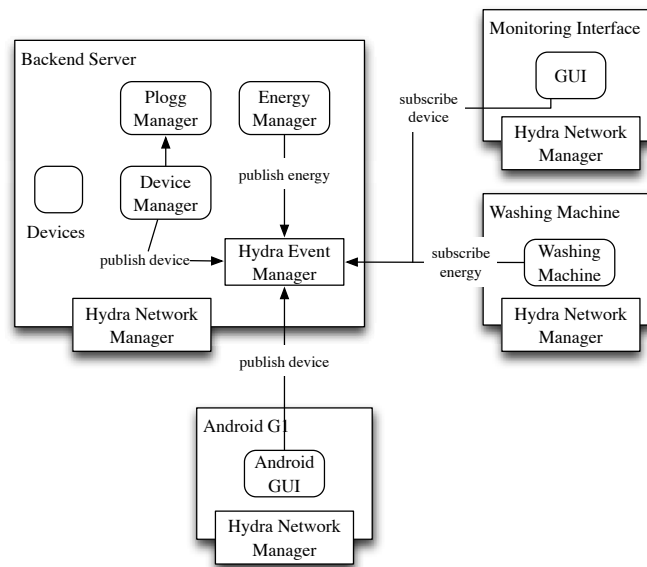 Backend Server
Plogg
Manager
Energy
Manager
publish energy
Device
Manager
Devices
publish device
Hydra Event
Manager
Hydra Network
Manager
Monitoring Interface
GUI
subscribe
device
Hydra Network
Manager
Washing Machine
Washing
Machine
subscribe
energy
Hydra Network
Manager
publish device
Android G1
Android
GUI
Hydra Network
Manager